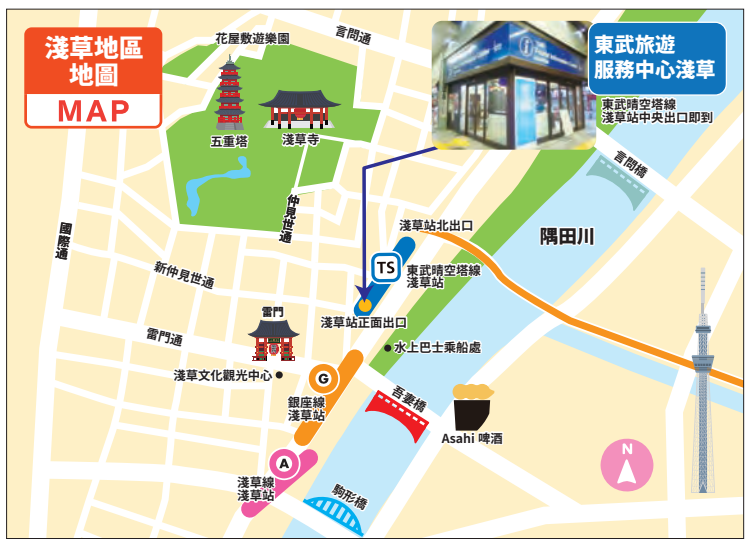 淺草地區
地圖
MAP
花屋敷遊樂園
言問通
東武旅遊
服務中心淺草
東武晴空塔線
淺草站中央出口即到
五重塔
淺草寺
言問橋
仲見世通
淺草站北出口
隅田川
國際通
新仲見世通
TS
東武晴空塔線
淺草站
雷門
淺草站正面出口
雷門通
水上巴士乘船處
淺草文化觀光中心
G
銀座線
淺草站
吾妻橋
Asahi 啤酒
A
淺草線
淺草站
駒形橋
N